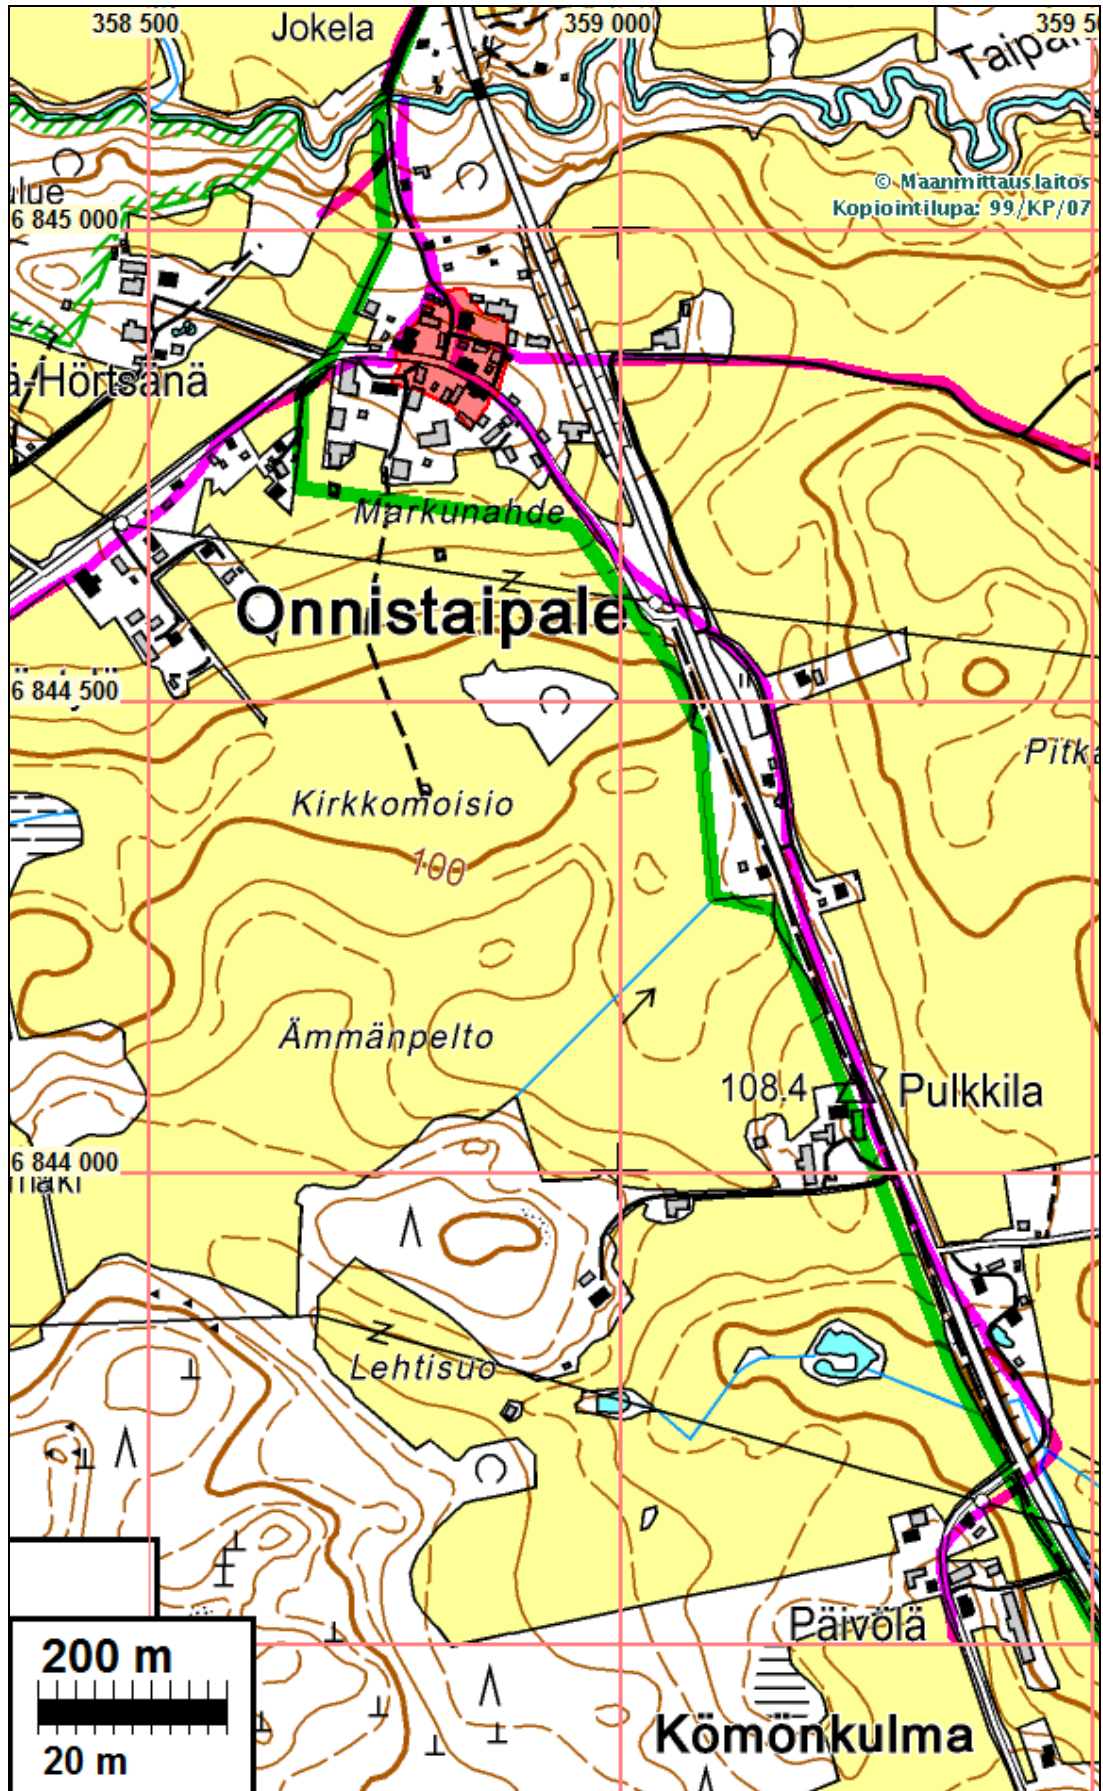 358 500
359 000
Jokela
© Maanmittauslaitos
Kopiointilupa: 99/KP/07
6 845 000
Markunahde
Onnistaipale
6 844 500
Kirkkomoisio
100
Ämmänpelto
108,4
Pulkkila
6 844 000
Lehtisuo
Päivölä
200 m
20 m
Kömönkulma